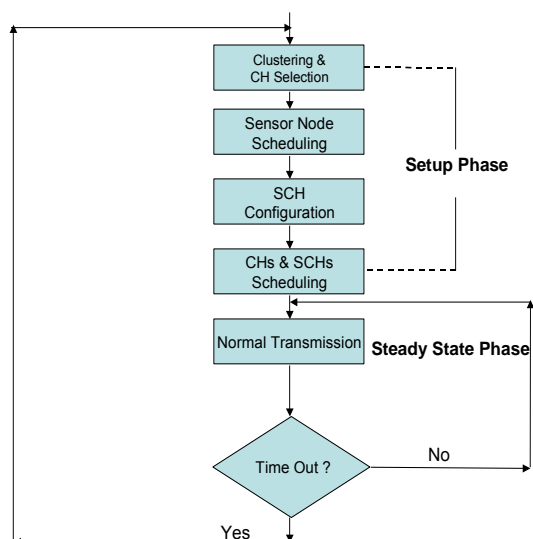 Clustering &
CH Selection
Sensor Node
Scheduling
Setup Phase
SCH
Configuration
CHs & SCHs
Scheduling
Normal Transmission
Steady State Phase
Time Out ?
No
Yes